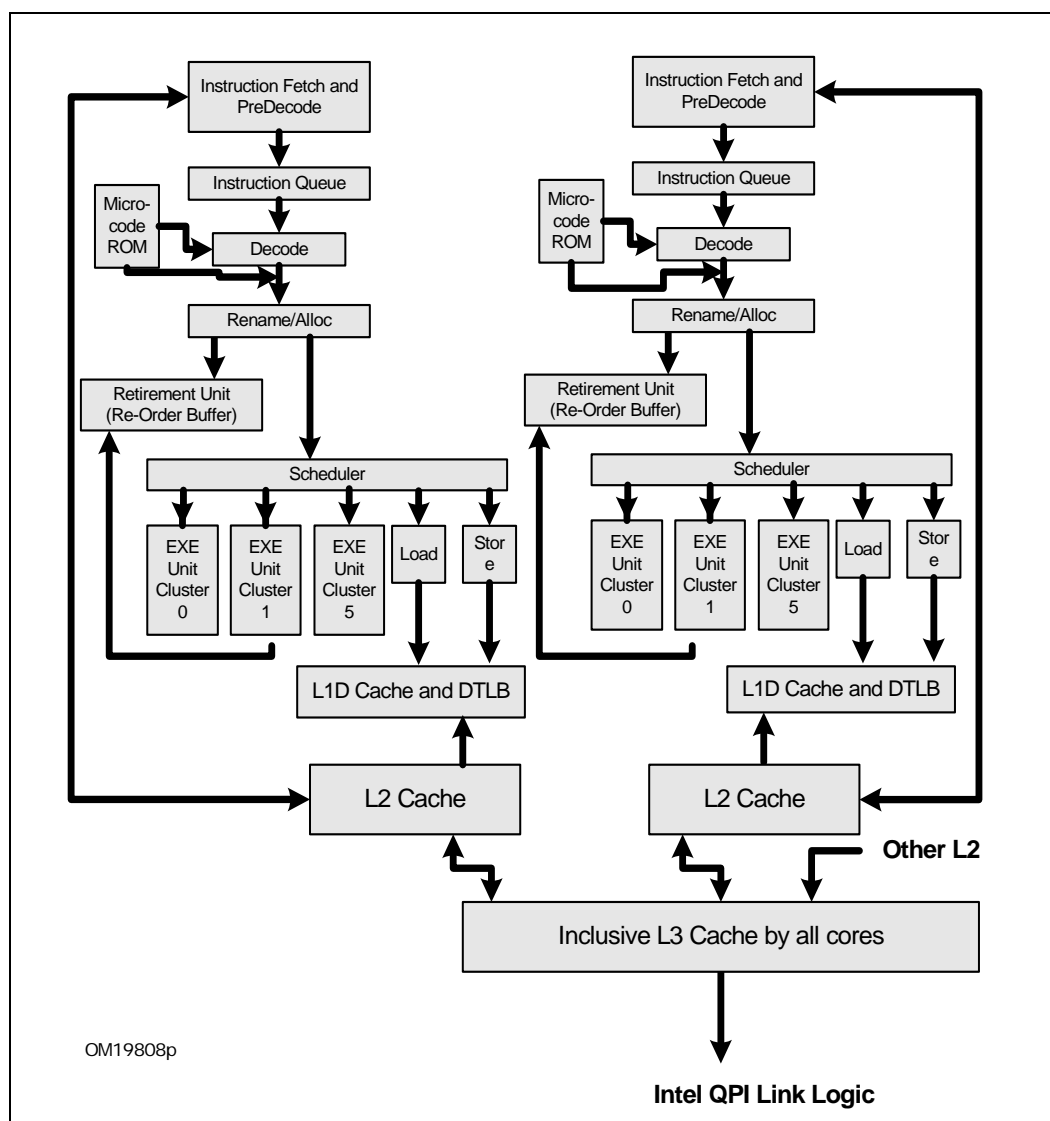 Instruction Fetch and
PreDecode
Instruction Queue
Micro-
code
ROM
Decode
Rename/Alloc
Retirement Unit
(Re-Order Buffer)
Scheduler
EXE
Unit
Cluster
0
EXE
Unit
Cluster
1
EXE
Unit
Cluster
5
Load
Stor
e
L1D Cache and DTLB
L2 Cache
Instruction Fetch and
PreDecode
Instruction Queue
Micro-
code
ROM
Decode
Rename/Alloc
Retirement Unit
(Re-Order Buffer)
Scheduler
EXE
Unit
Cluster
0
EXE
Unit
Cluster
1
EXE
Unit
Cluster
5
Load
Stor
e
L1D Cache and DTLB
L2 Cache
Other L2
Inclusive L3 Cache by all cores
OM19808p
Intel QPI Link Logic